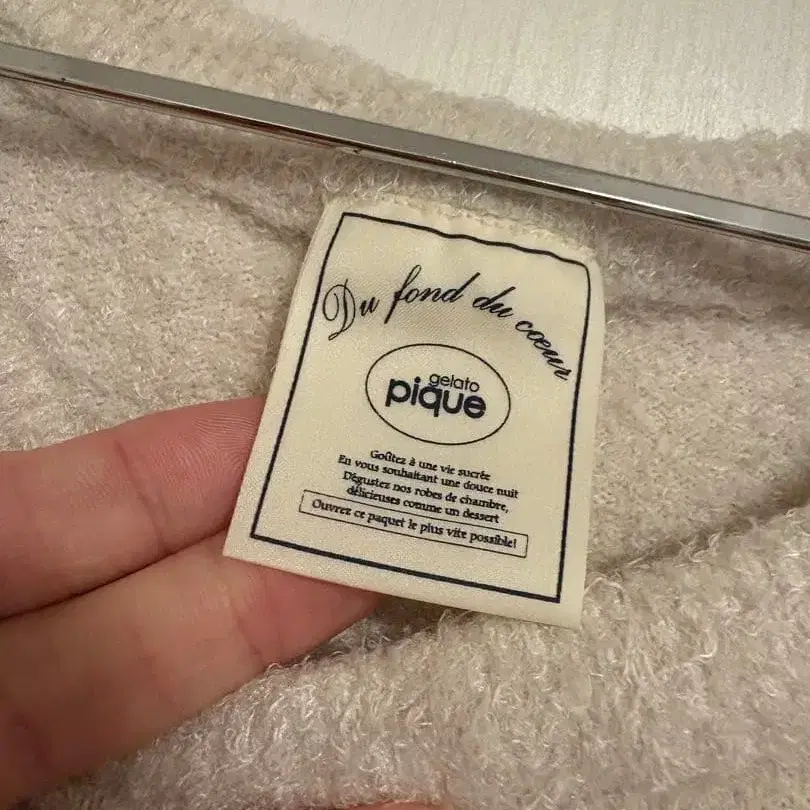 Du fond du cœur
gelato
pique
Goûtez à une vie sucrée
En vous souhaitant une douce nuit
Dégustez nos robes de chambre,
délicieuses comme un dessert
Ouvrez ce paquet le plus vite possible!